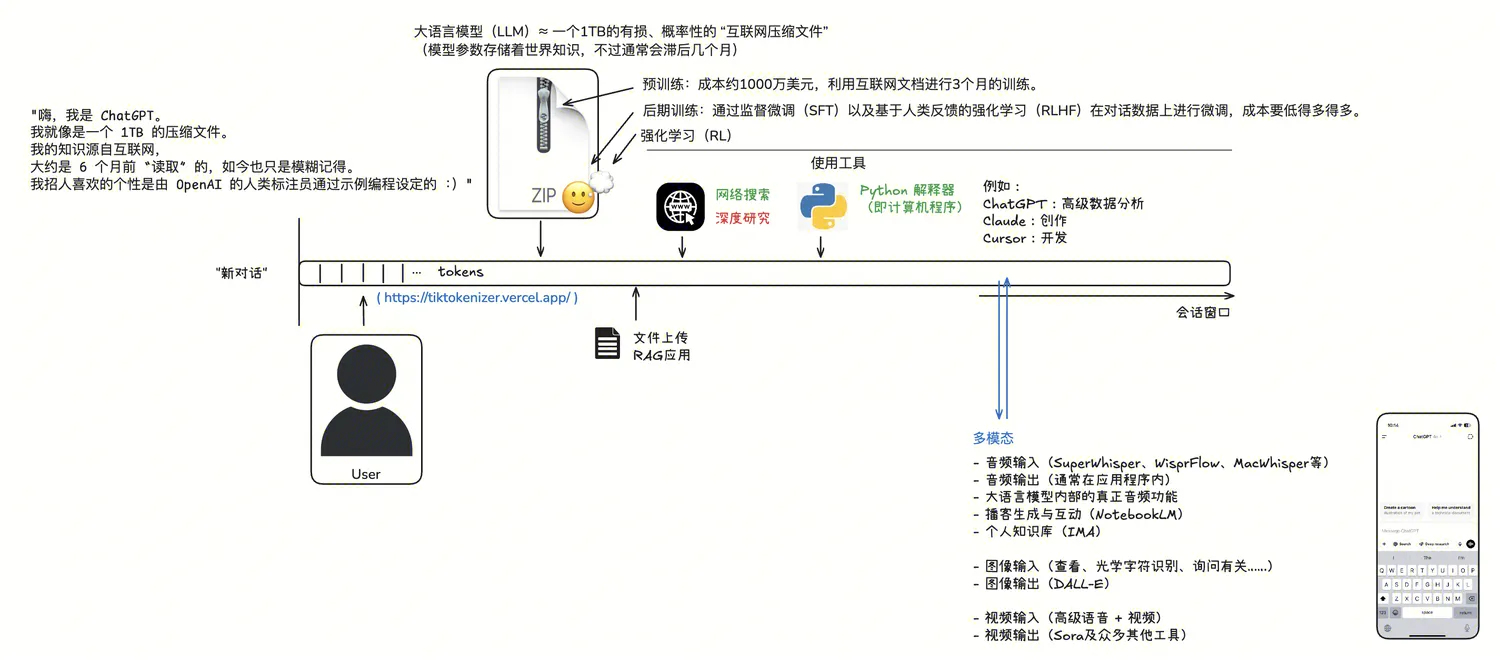 大语言模型（LLM）≈ 一个1TB的有损、概率性的 “互联网压缩文件”
（模型参数存储着世界知识，不过通常会滞后几个月）
预训练：成本约1000万美元，利用互联网文档进行3个月的训练。
后期训练：通过监督微调（SFT）以及基于人类反馈的强化学习（RLHF）在对话数据上进行微调，成本要低得多得多。
强化学习（RL）
"嗨，我是 ChatGPT。
我就像是一个 1TB 的压缩文件。
我的知识源自互联网，
大约是 6 个月前 “读取” 的，如今也只是模糊记得。
我招人喜欢的个性是由 OpenAI 的人类标注员通过示例编程设定的 :）"
ZIP
使用工具
WWW
网络搜索
深度研究
Python 解释器
（即计算机程序）
例如：
ChatGPT：高级数据分析
Claude：创作
Cursor：开发
"新对话"
... tokens
( https://tiktokenizer.vercel.app/ )
会话窗口
文件上传
RAG应用
User
多模态
- 音频输入（SuperWhisper、WisprFlow、MacWhisper等）
- 音频输出（通常在应用程序内）
- 大语言模型内部的真正音频功能
- 播客生成与互动（NotebookLM）
- 个人知识库（IMA）
- 图像输入（查看、光学字符识别、询问有关......）
- 图像输出（DALL-E）
- 视频输入（高级语音 + 视频）
- 视频输出（Sora及众多其他工具）
10:14
ChatGPT
Create a cartoon
Help me understand
Message ChatGPT
Search
Deep research
I
The
I'm
Q W E R T Y U I O P
A S D F G H J K L
Z X C V B N M
123
space
return